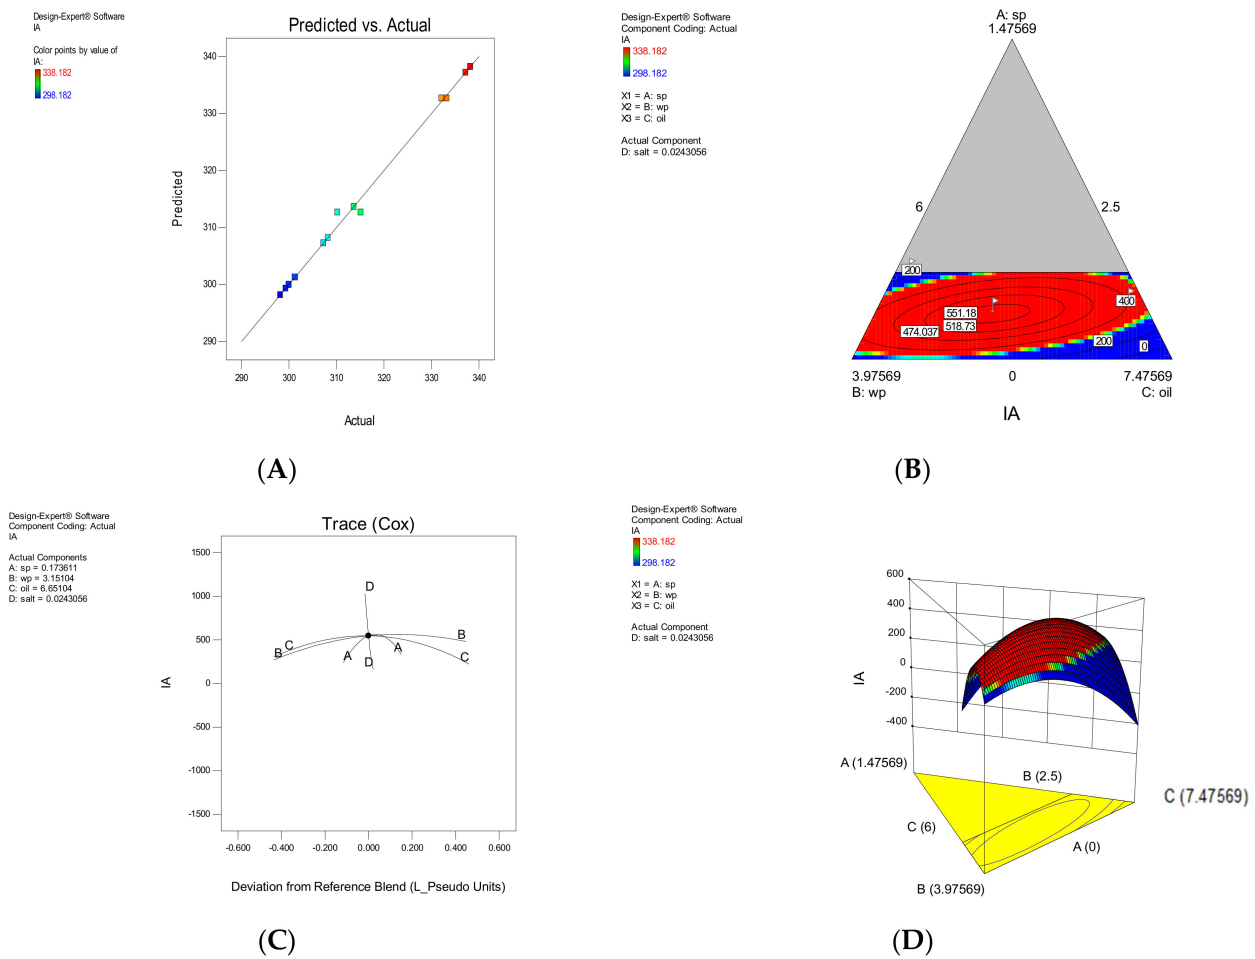 Design-Expert® Software
IA
Color points by value of
IA:
338.182
298.182
Predicted vs. Actual
340
330
320
310
300
290
Predicted
290
300
310
320
330
340
Actual
(A)
Design-Expert® Software
Component Coding: Actual
IA
338.182
298.182
X1 = A: sp
X2 = B: wp
X3 = C: oil
Actual Component
D: salt = 0.0243056
A: sp
1.47569
6
2.5
200
400
551.18
518.73
474.037
200
0
3.97569
0
7.47569
B: wp
C: oil
IA
(B)
Design-Expert® Software
Component Coding: Actual
IA
Actual Components
A: sp = 0.173611
B: wp = 3.15104
C: oil = 6.65104
D: salt = 0.0243056
Trace (Cox)
1500
1000
500
0
-500
-1000
-1500
IA
D
B
C
A
D
A
B
C
-0.600
-0.400
-0.200
0.000
0.200
0.400
0.600
Deviation from Reference Blend (L_Pseudo Units)
(C)
Design-Expert® Software
Component Coding: Actual
IA
338.182
298.182
X1 = A: sp
X2 = B: wp
X3 = C: oil
Actual Component
D: salt = 0.0243056
600
400
200
0
-200
-400
IA
A (1.47569)
B (2.5)
C (7.47569)
C (6)
A (0)
B (3.97569)
(D)